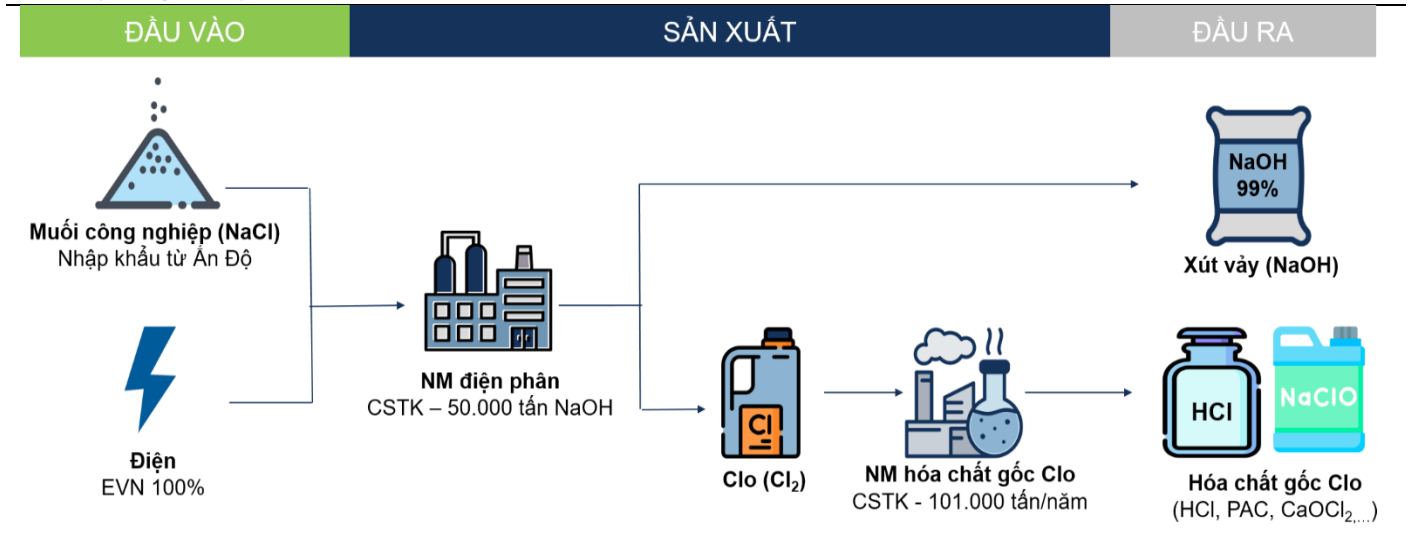 ĐẦU VÀO
SẢN XUẤT
ĐẦU RA
Muối công nghiệp (NaCl)
Nhập khẩu từ Ấn Độ
Điện
EVN 100%
NM điện phân
CSTK – 50.000 tấn NaOH
Cl
Clo (Cl₂)
NM hóa chất gốc Clo
CSTK - 101.000 tấn/năm
NaOH
99%
Xút vảy (NaOH)
HCl
NaClO
Hóa chất gốc Clo
(HCl, PAC, CaOCl₂,...)